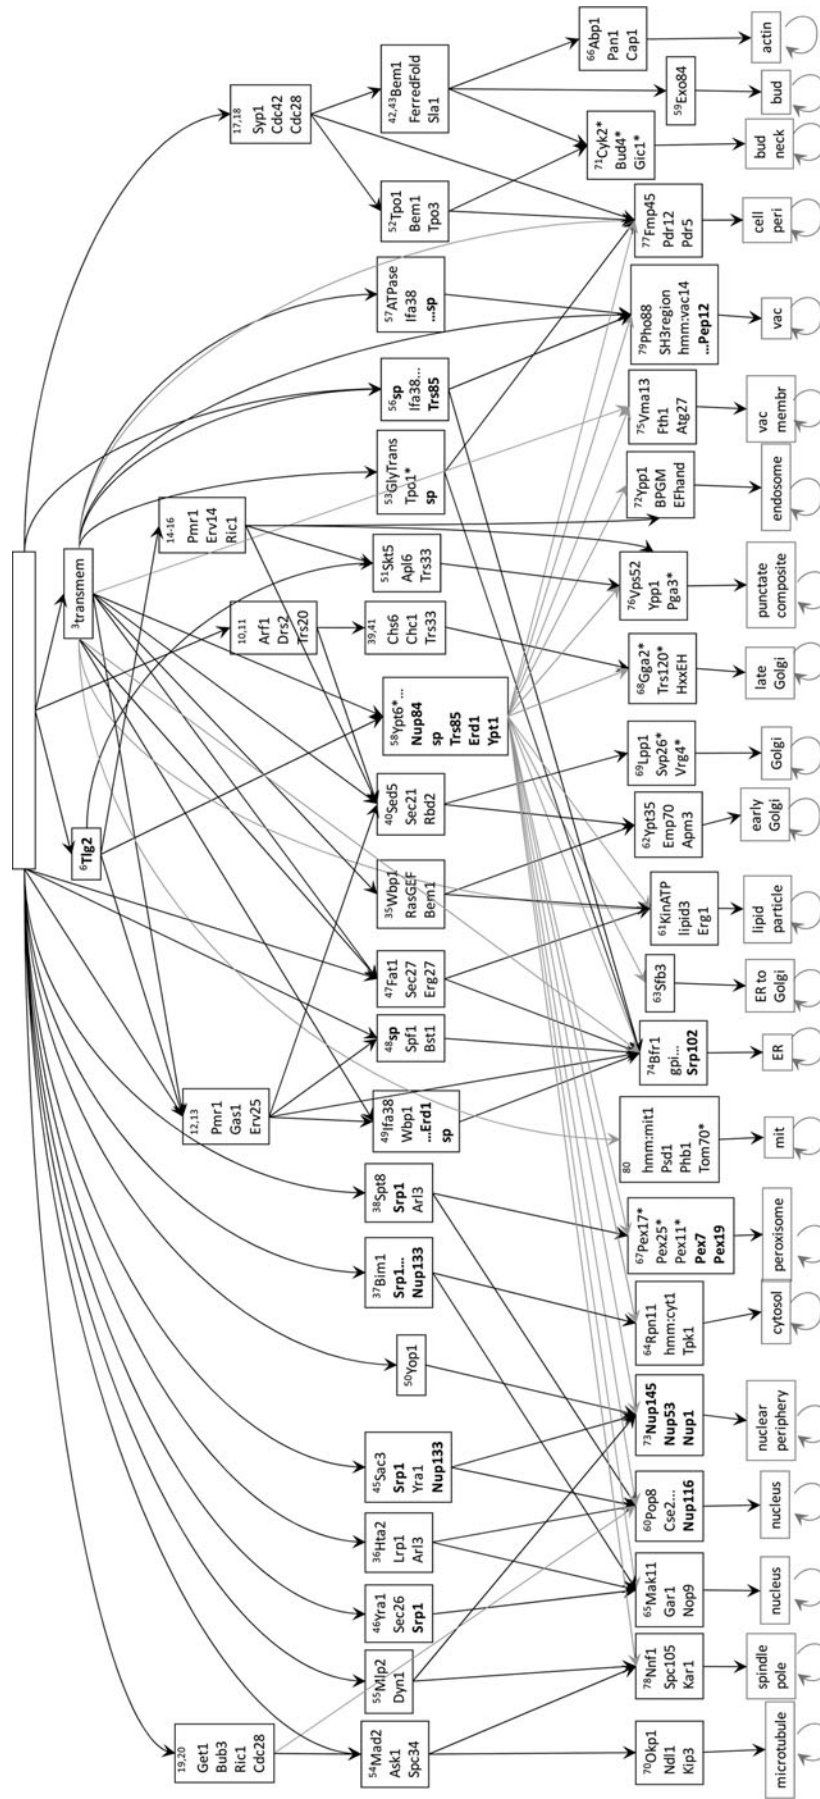 ³transmem
⁶Tlg2
19,20
Get1
Bub3
Ric1
Cdc28
12,13
Pmr1
Gas1
Erv25
10,11
Arf1
Drs2
Trs20
14-16
Pmr1
Erv14
Ric1
17,18
Syp1
Cdc42
Cdc28
⁵⁴Mad2
Ask1
Spc34
⁵⁵Mlp2
Dyn1
⁴⁶Yra1
Sec26
Srp1
³⁶Hta2
Lrp1
Arl3
⁴⁵Sac3
Srp1
Yra1
Nup133
⁵⁰Yop1
³⁷Bim1
Srp1...
Nup133
³⁸Spt8
Srp1
Arl3
⁴⁹Ifa38
Wbp1
...Erd1
sp
⁴⁸sp
Spf1
Bst1
⁴⁷Fat1
Sec27
Erg27
³⁵Wbp1
RasGEF
Bem1
⁴⁰Sed5
Sec21
Rbd2
⁵⁸Ypt6*...
Nup84
sp
Trs85
Erd1
Ypt1
39,41
Chs6
Chc1
Trs33
⁵¹Skt5
Apl6
Trs33
⁵³GlyTrans
Tpo1*
sp
⁵⁶sp
Ifa38...
Trs85
⁵⁷ATPase
Ifa38
...sp
⁵²Tpo1
Bem1
Tpo3
⁴²,⁴³Bem1
FerredFold
Sla1
⁷⁰Okp1
Ndl1
Kip3
⁷⁸Nnf1
Spc105
Kar1
⁶⁵Mak11
Gar1
Nop9
⁶⁰Pop8
Cse2...
Nup116
⁷³Nup145
Nup53
Nup1
⁶⁴Rpn11
hmm:cyt1
Tpk1
⁶⁷Pex17*
Pex25*
Pex11*
Pex7
Pex19
80
hmm:mit1
Psd1
Phb1
Tom70*
⁷⁴Bfr1
gpi...
Srp102
⁶³Sfb3
⁶¹KinATP
lipid3
Erg1
⁶²Ypt35
Emp70
Apm3
⁶⁹Lpp1
Svp26*
Vrg4*
⁶⁸Gga2*
Trs120*
HxxEH
⁷⁶Vps52
Ypp1
Pga3*
⁷²Ypp1
BPGM
EFhand
⁷⁵Vma13
Fth1
Atg27
⁷⁹Pho88
SH3region
hmm:vac14
...Pep12
⁷⁷Fmp45
Pdr12
Pdr5
⁷¹Cyk2*
Bud4*
Gic1*
⁵⁹Exo84
⁶⁶Abp1
Pan1
Cap1
microtubule
spindle
pole
nucleus
nucleus
nuclear
periphery
cytosol
peroxisome
mit
ER
ER to
Golgi
lipid
particle
early
Golgi
Golgi
late
Golgi
punctate
composite
endosome
vac
membr
vac
cell
peri
bud
neck
bud
actin